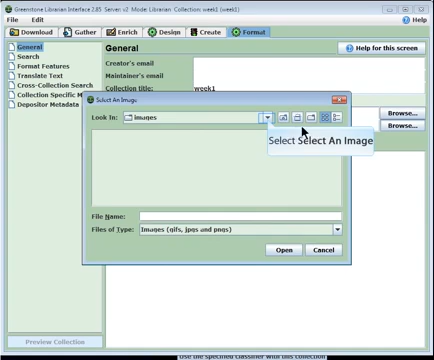 Greenstone Librarian Interface 2.85 Server: v2 Mode: Librarian Collection: week1 (week1)
File Edit Help
Download Gather Enrich Design Create Format
General
Search
Format Features
Translate Text
Cross-Collection Search
Collection Specific M
Depositor Metadata
General
Help for this screen
Creator's email
Maintainer's email
Collection title: week1
Browse...
Browse...
Select An Image
Look In: images
Select Select An Image
File Name:
Files of Type: Images (gifs, jpgs and pngs)
Open Cancel
Preview Collection
Use the specified classifier with this collection